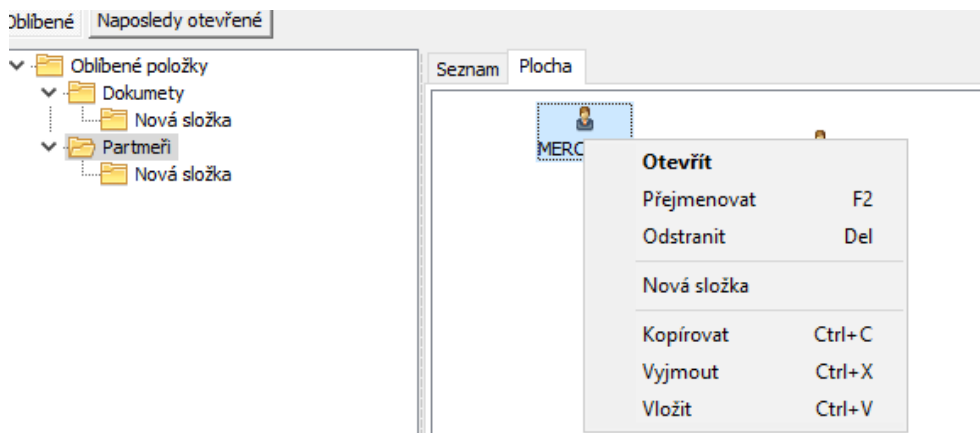 Oblíbené Naposledy otevřené
Oblíbené položky
Dokumety
Nová složka
Partmeři
Nová složka
Seznam Plocha
MERC
Otevřít
Přejmenovat F2
Odstranit Del
Nová složka
Kopírovat Ctrl+C
Vyjmout Ctrl+X
Vložit Ctrl+V